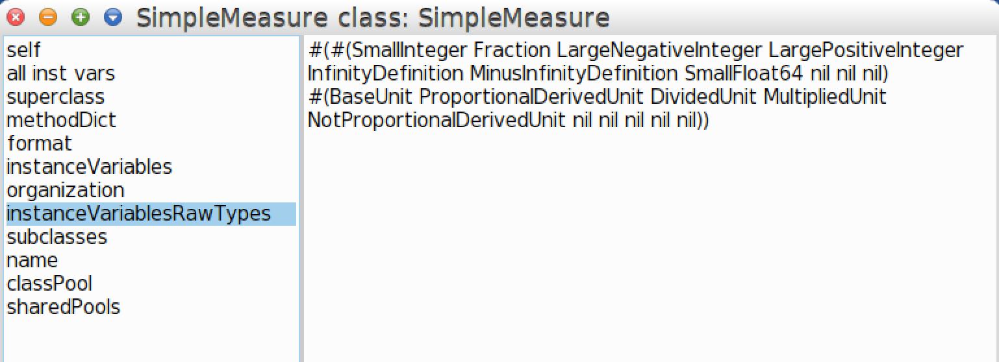 SimpleMeasure class: SimpleMeasure
self
all inst vars
superclass
methodDict
format
instanceVariables
organization
instanceVariablesRawTypes
subclasses
name
classPool
sharedPools
#(#(SmallInteger Fraction LargeNegativeInteger LargePositiveInteger
InfinityDefinition MinusInfinityDefinition SmallFloat64 nil nil nil)
#(BaseUnit ProportionalDerivedUnit DividedUnit MultipliedUnit
NotProportionalDerivedUnit nil nil nil nil nil))